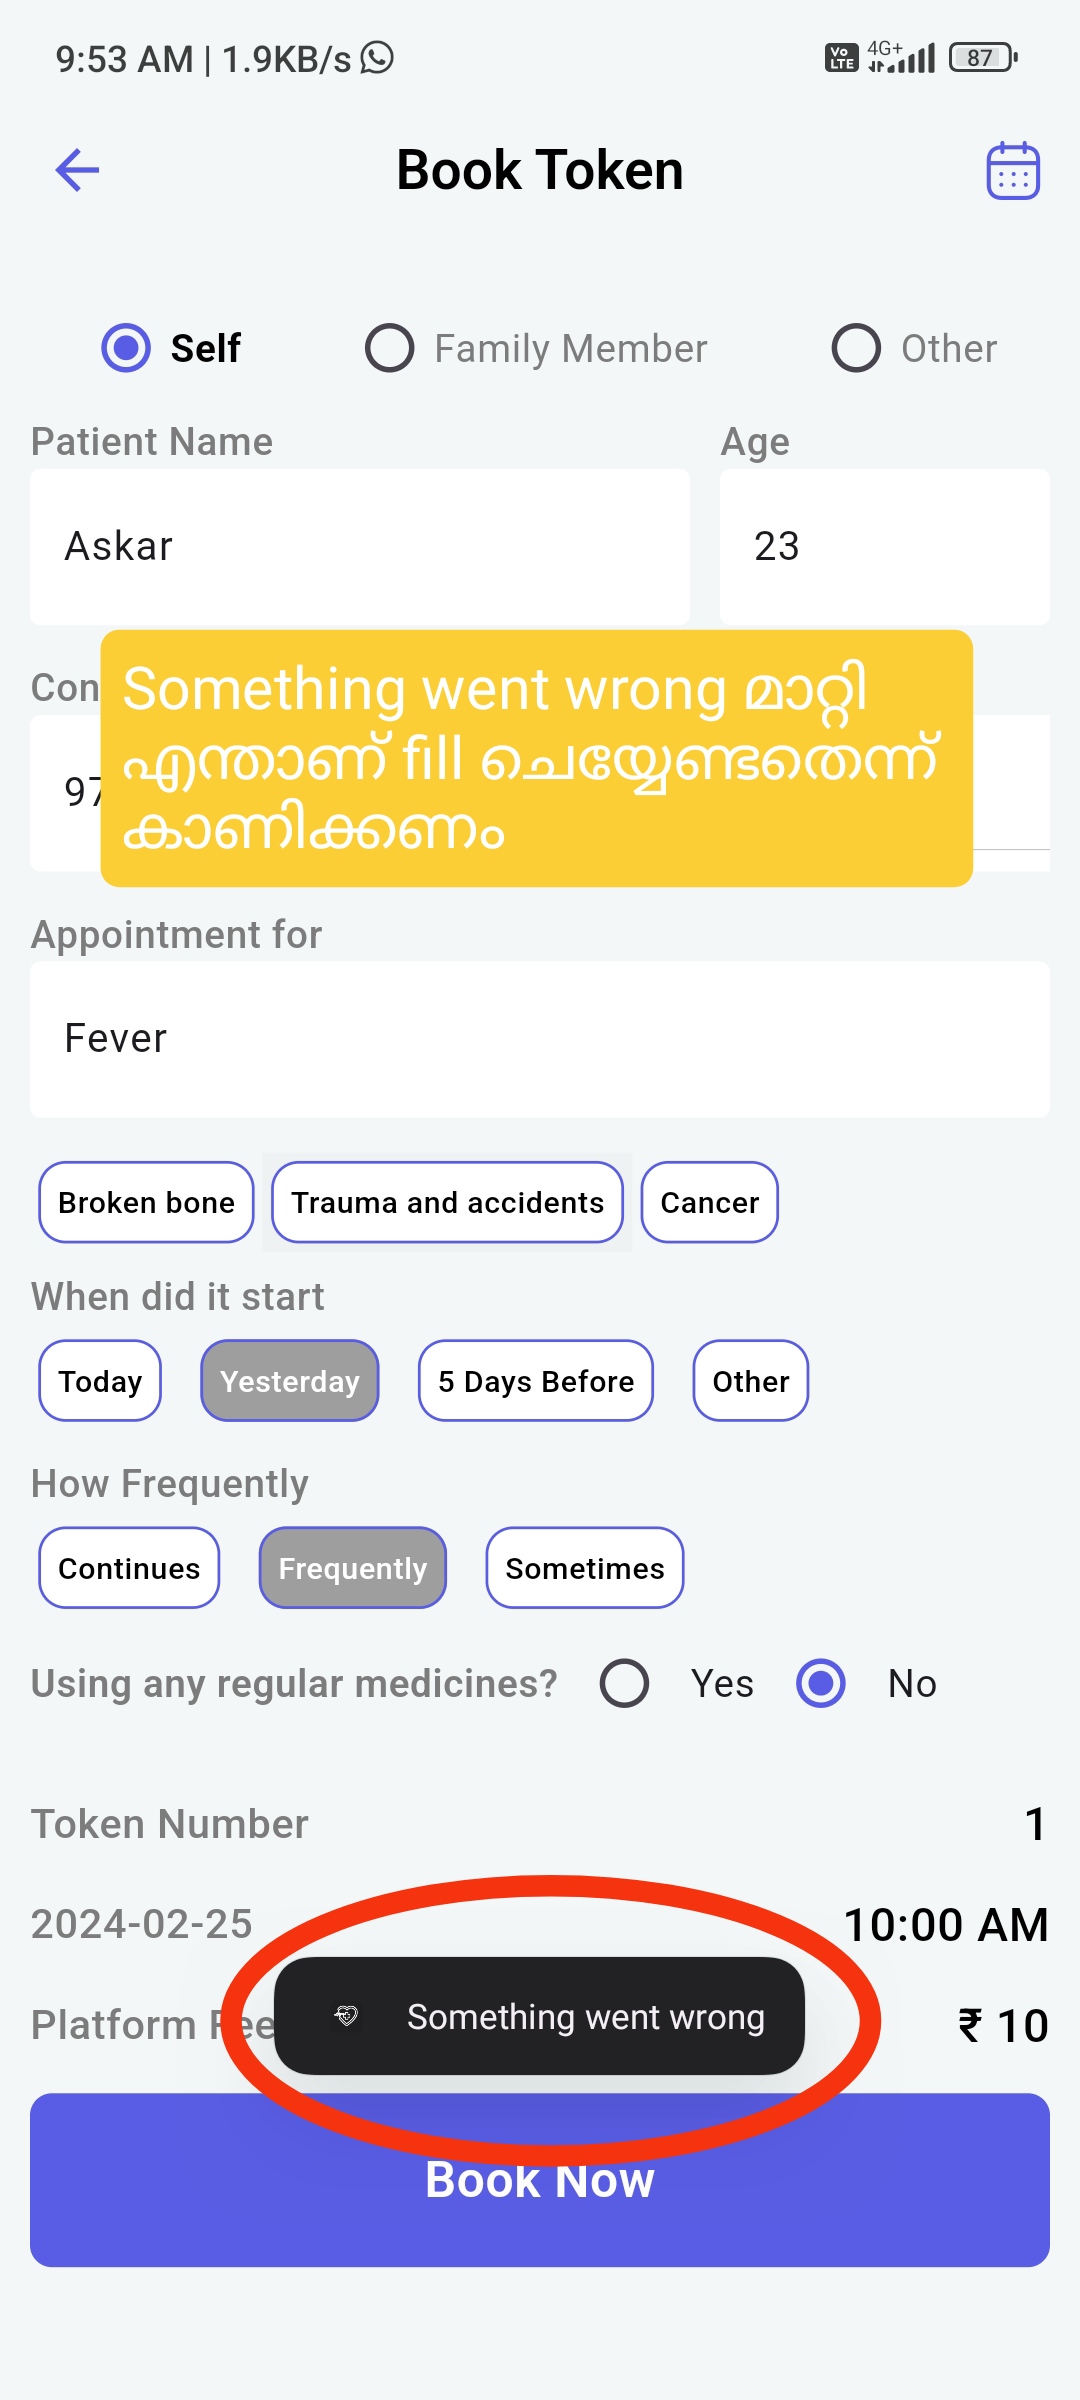 9:53 AM | 1.9KB/s
Vo LTE 4G+ 87
Book Token
Self Family Member Other
Patient Name Age
Askar 23
Con
97
Something went wrong മാറ്റി
എന്താണ് fill ചെയ്യേണ്ടതെന്ന്
കാണിക്കണം
Appointment for
Fever
Broken bone Trauma and accidents Cancer
When did it start
Today Yesterday 5 Days Before Other
How Frequently
Continues Frequently Sometimes
Using any regular medicines? Yes No
Token Number 1
2024-02-25 10:00 AM
Platform Fee ₹ 10
Something went wrong
Book Now